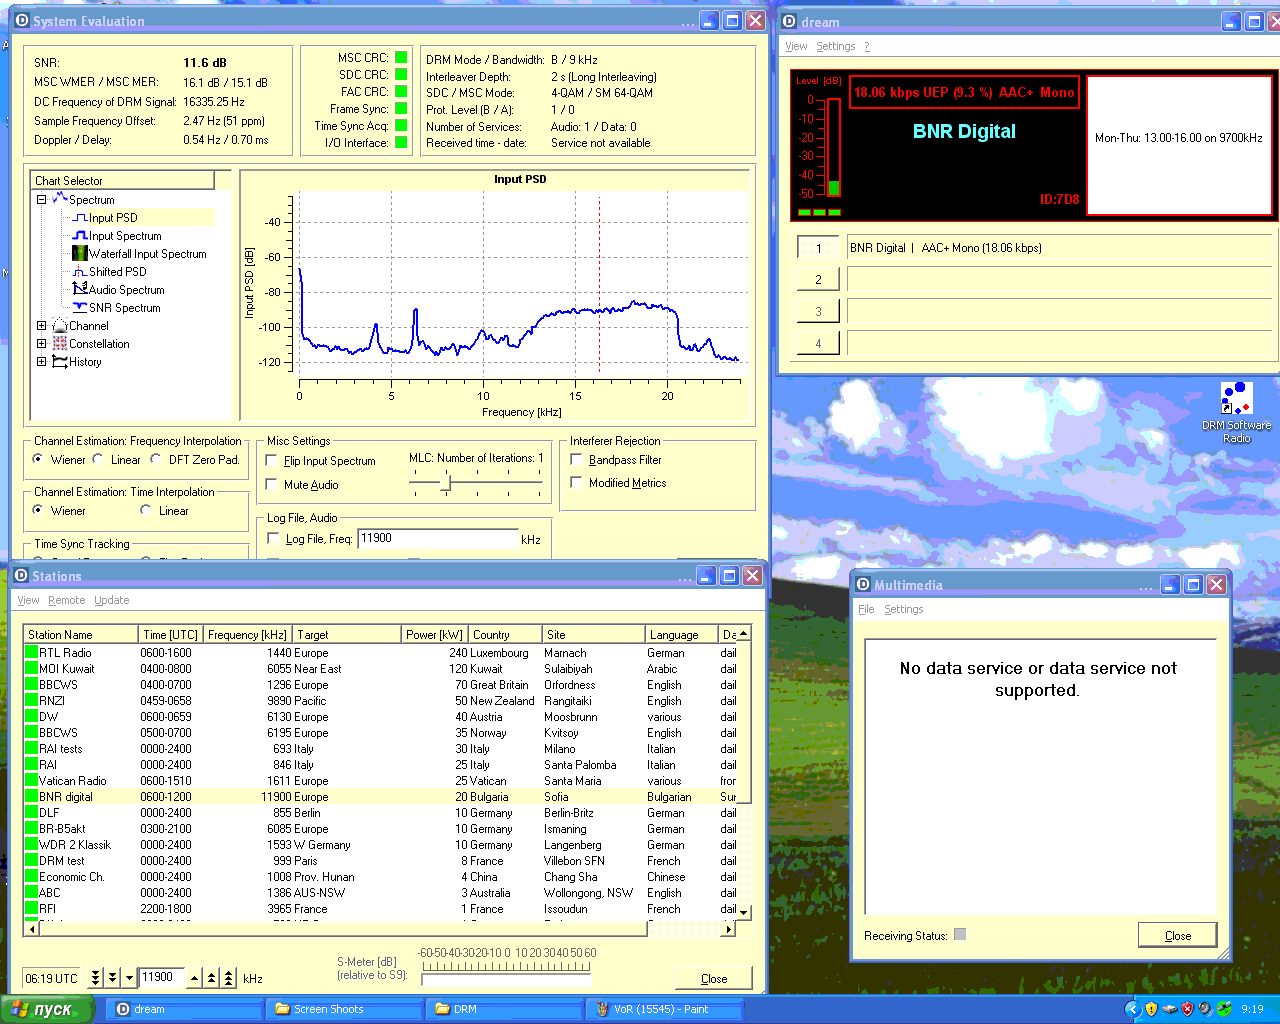 System Evaluation
SNR: 11.6 dB
MSC WMER / MSC MER: 16.1 dB / 15.1 dB
DC Frequency of DRM Signal: 16335.25 Hz
Sample Frequency Offset: 2.47 Hz (51 ppm)
Doppler / Delay: 0.54 Hz / 0.70 ms
MSC CRC:
SDC CRC:
FAC CRC:
Frame Sync:
Time Sync Acq:
I/O Interface:
DRM Mode / Bandwidth: B / 9 kHz
Interleaver Depth: 2 s (Long Interleaving)
SDC / MSC Mode: 4-QAM / SM 64-QAM
Prot. Level (B / A): 1 / 0
Number of Services: Audio: 1 / Data: 0
Received time - date: Service not available
Chart Selector
Spectrum
Input PSD
Input Spectrum
Waterfall Input Spectrum
Shifted PSD
Audio Spectrum
SNR Spectrum
Channel
Constellation
History
Input PSD
Input PSD [dB]
-40
-60
-80
-100
-120
0 5 10 15 20
Frequency [kHz]
Channel Estimation: Frequency Interpolation
Wiener Linear DFT Zero Pad.
Channel Estimation: Time Interpolation
Wiener Linear
Time Sync Tracking
Misc Settings
Flip Input Spectrum
Mute Audio
MLC: Number of Iterations: 1
Log File, Audio
Log File, Freq: 11900 kHz
Interferer Rejection
Bandpass Filter
Modified Metrics
dream
View Settings ?
Level [dB]
0
-10
-20
-30
-40
-50
18.06 kbps UEP (9.3 %) AAC+ Mono
BNR Digital
ID:7D8
Mon-Thu: 13.00-16.00 on 9700kHz
1 BNR Digital | AAC+ Mono (18.06 kbps)
2
3
4
DRM Software
Radio
Stations
View Remote Update
Station Name Time [UTC] Frequency [kHz] Target Power [kW] Country Site Language Da
RTL Radio 0600-1600 1440 Europe 240 Luxembourg Marnach German dail
MOI Kuwait 0400-0800 6055 Near East 120 Kuwait Sulaibiyah Arabic dail
BBCWS 0400-0700 1296 Europe 70 Great Britain Orfordness English dail
RNZI 0459-0658 9890 Pacific 50 New Zealand Rangitaiki English dail
DW 0600-0659 6130 Europe 40 Austria Moosbrunn various dail
BBCWS 0500-0700 6195 Europe 35 Norway Kvitsoy English dail
RAI tests 0000-2400 693 Italy 30 Italy Milano Italian dail
RAI 0000-2400 846 Italy 25 Italy Santa Palomba Italian dail
Vatican Radio 0600-1510 1611 Europe 25 Vatican Santa Maria various fror
BNR digital 0600-1200 11900 Europe 20 Bulgaria Sofia Bulgarian Sur
DLF 0000-2400 855 Berlin 10 Germany Berlin-Britz German dail
BR-B5akt 0300-2100 6085 Europe 10 Germany Ismaning German dail
WDR 2 Klassik 0000-2400 1593 W Germany 10 Germany Langenberg German dail
DRM test 0000-2400 999 Paris 8 France Villebon SFN French dail
Economic Ch. 0000-2400 1008 Prov. Hunan 4 China Chang Sha Chinese dail
ABC 0000-2400 1386 AUS-NSW 3 Australia Wollongong, NSW English dail
RFI 2200-1800 3965 France 1 France Issoudun French dail
06:19 UTC 11900 kHz
S-Meter [dB]
(relative to S9):
-60-50-40-30-20-10 0 10 20 30 40 50 60
Close
Multimedia
File Settings
No data service or data service not
supported.
Receiving Status:
Close
пуск dream Screen Shoots DRM VoR (15545) - Paint 9:19